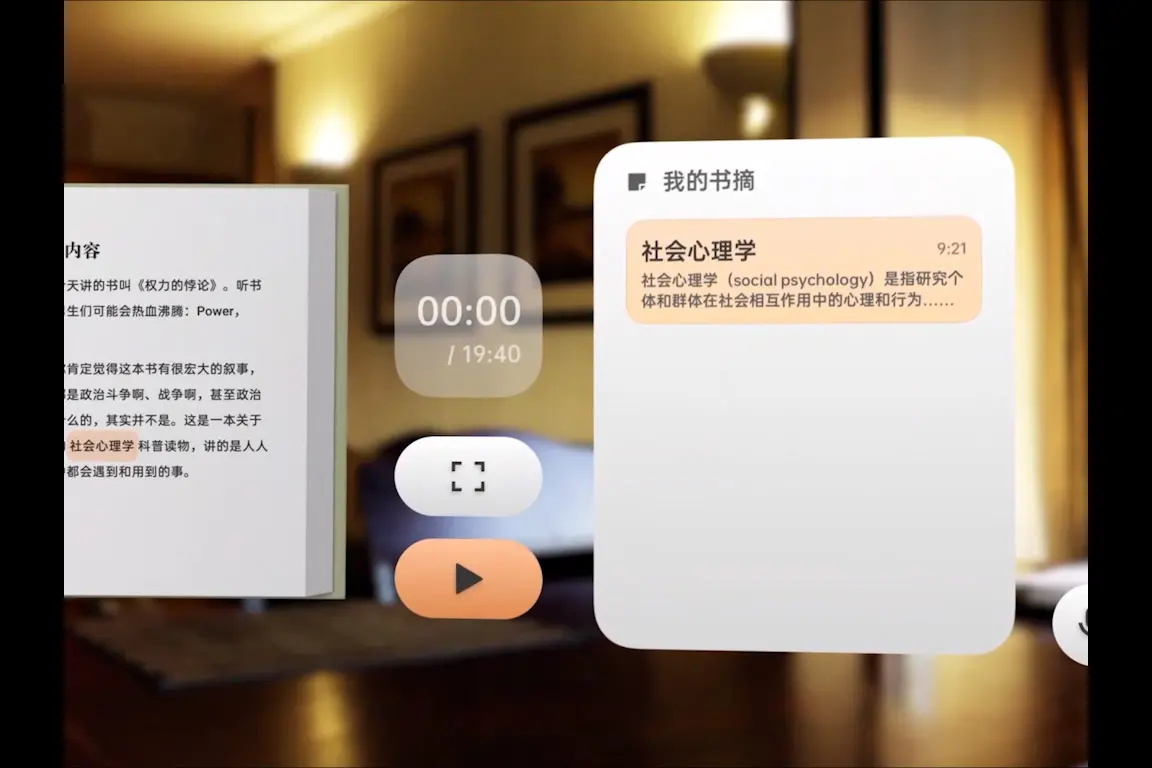 内容
天讲的书叫《权力的悖论》。听书
生们可能会热血沸腾：Power，
肯定觉得这本书有很宏大的叙事，
是政治斗争啊、战争啊，甚至政治
么的，其实并不是。这是一本关于
社会心理学科普读物，讲的是人人
都会遇到和用到的事。
00:00
/ 19:40
我的书摘
社会心理学
9:21
社会心理学（social psychology）是指研究个
体和群体在社会相互作用中的心理和行为……